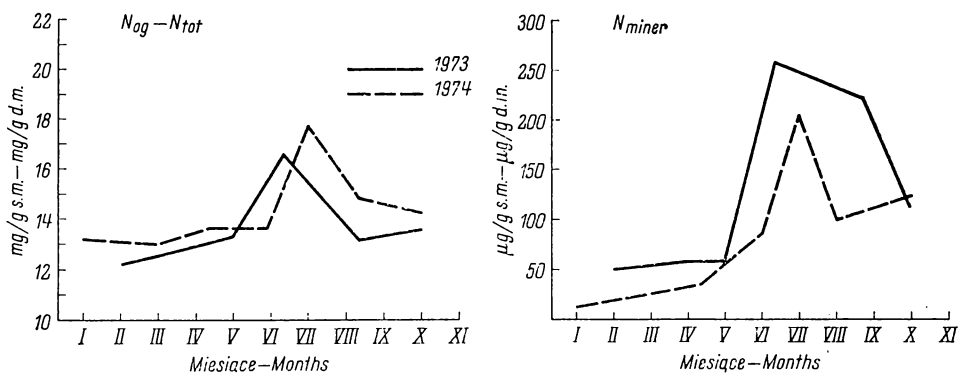 N_og – N_tot
1973
1974
mg/g s.m. – mg/g d.m.
22
20
18
16
14
12
10
I II III IV V VI VII VIII IX X XI
Miesiace – Months
N_miner
µg/g s.m. – µg/g d.in.
300
250
200
150
100
50
I II III IV V VI VII VIII IX X XI
Miesiące – Months